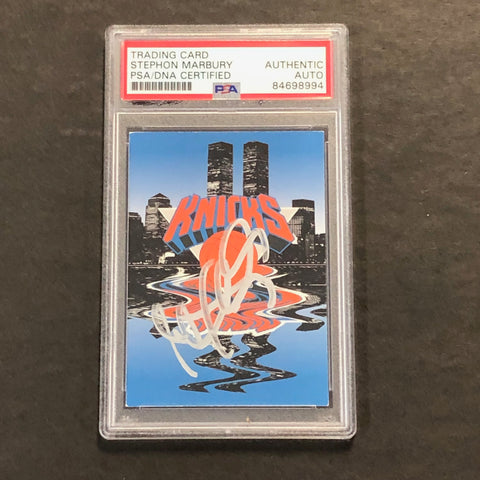 TRADING CARD
STEPHON MARBURY AUTHENTIC
PSA/DNA CERTIFIED AUTO
PSA 84698994
KNICKS